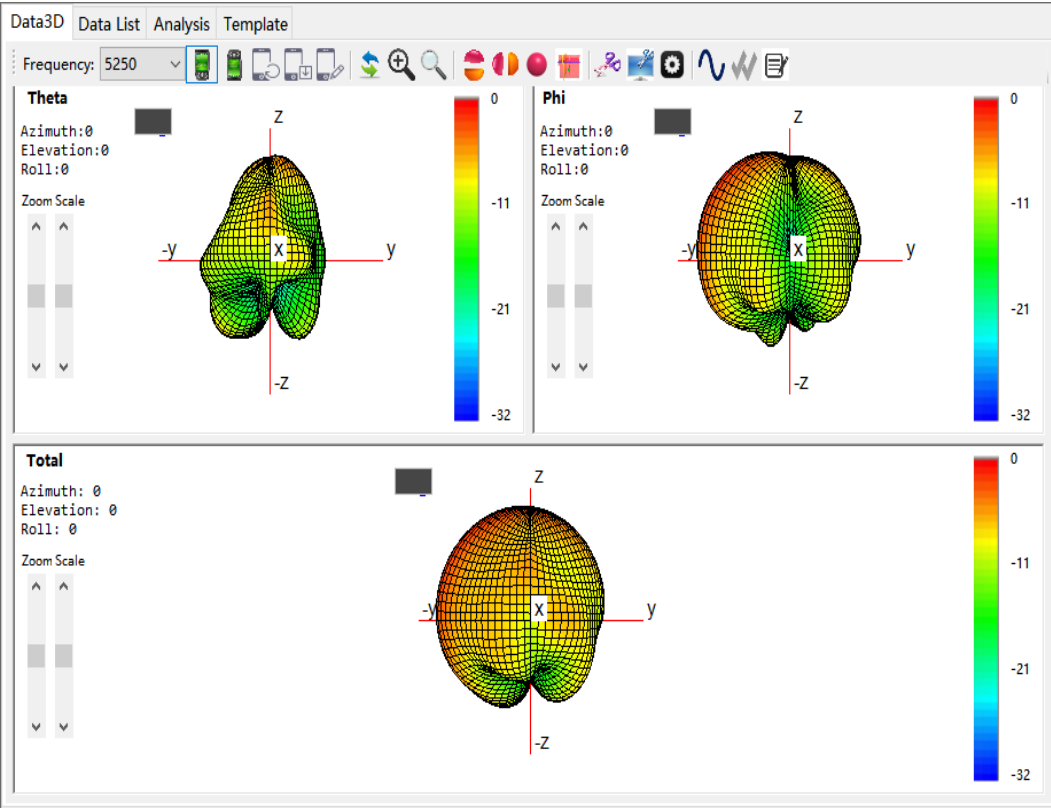 Data3D Data List Analysis Template
Frequency: 5250
Theta
Azimuth:0
Elevation:0
Roll:0
Zoom Scale
Z
-y
X
y
-Z
0
-11
-21
-32
Phi
Azimuth:0
Elevation:0
Roll:0
Zoom Scale
Z
-y
X
y
-Z
0
-11
-21
-32
Total
Azimuth: 0
Elevation: 0
Roll: 0
Zoom Scale
Z
-y
X
y
-Z
0
-11
-21
-32